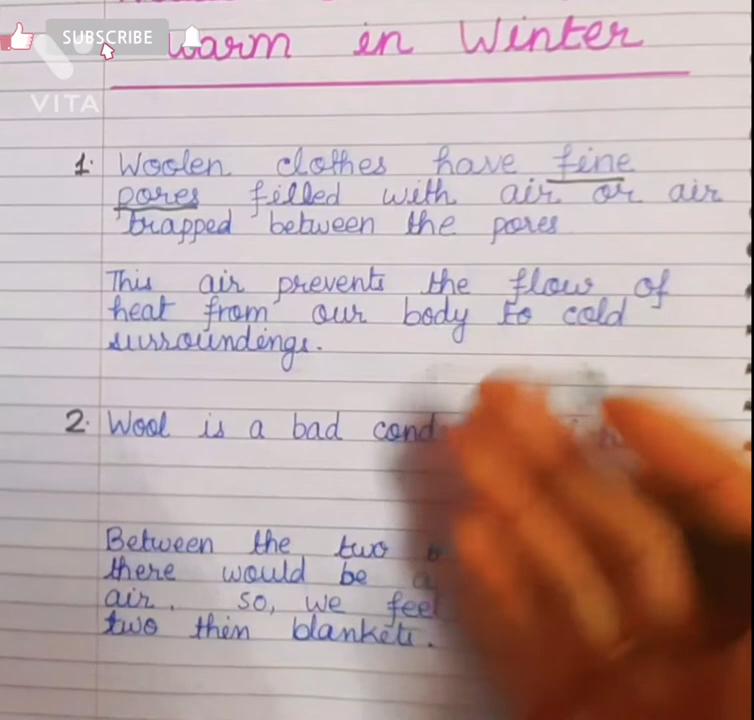 SUBSCRIBE
VITA
warm in Winter
1. Woolen clothes have fine
pores filled with air or air
trapped between the pores
This air prevents the flow of
heat from our body to cold
surroundings.
2. Wool is a bad
Between the two
there would be a
air. so, we feel
two thin blankets.